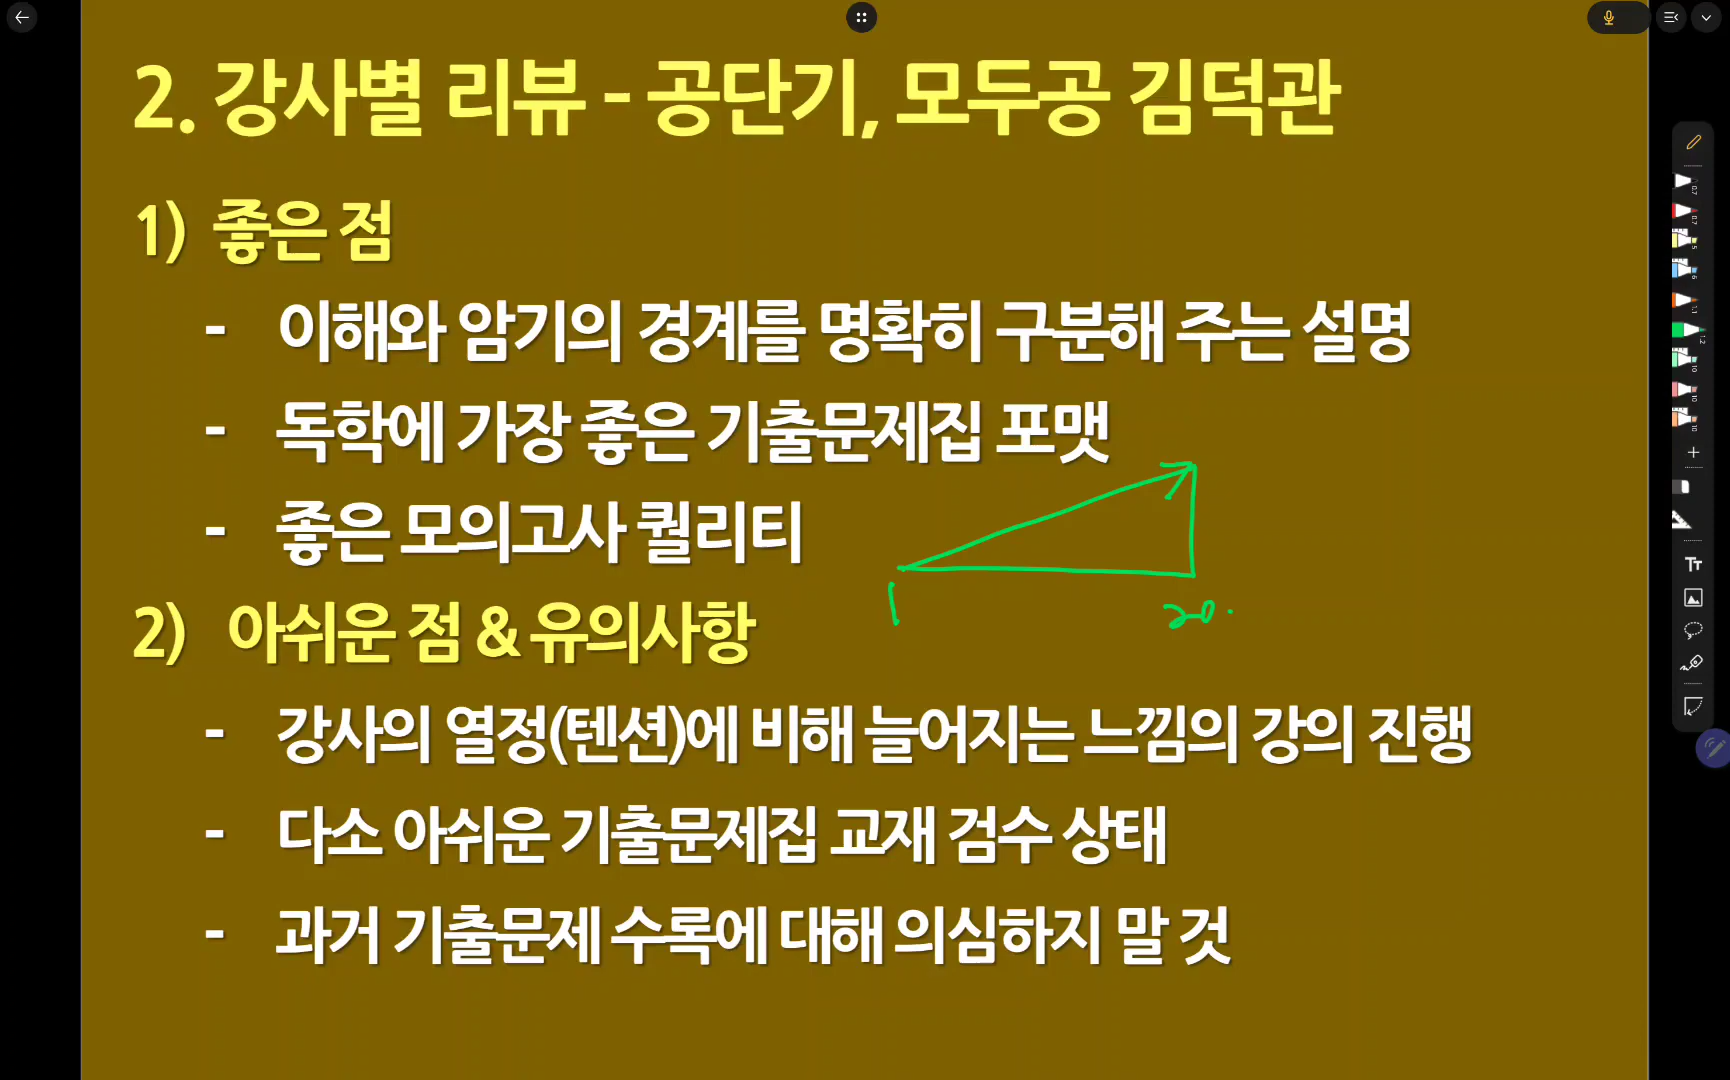 2. 강사별 리뷰 - 공단기, 모두공 김덕관
1) 좋은 점
- 이해와 암기의 경계를 명확히 구분해 주는 설명
- 독학에 가장 좋은 기출문제집 포맷
- 좋은 모의고사 퀄리티
1 20.
2) 아쉬운 점 & 유의사항
- 강사의 열정(텐션)에 비해 늘어지는 느낌의 강의 진행
- 다소 아쉬운 기출문제집 교재 검수 상태
- 과거 기출문제 수록에 대해 의심하지 말 것